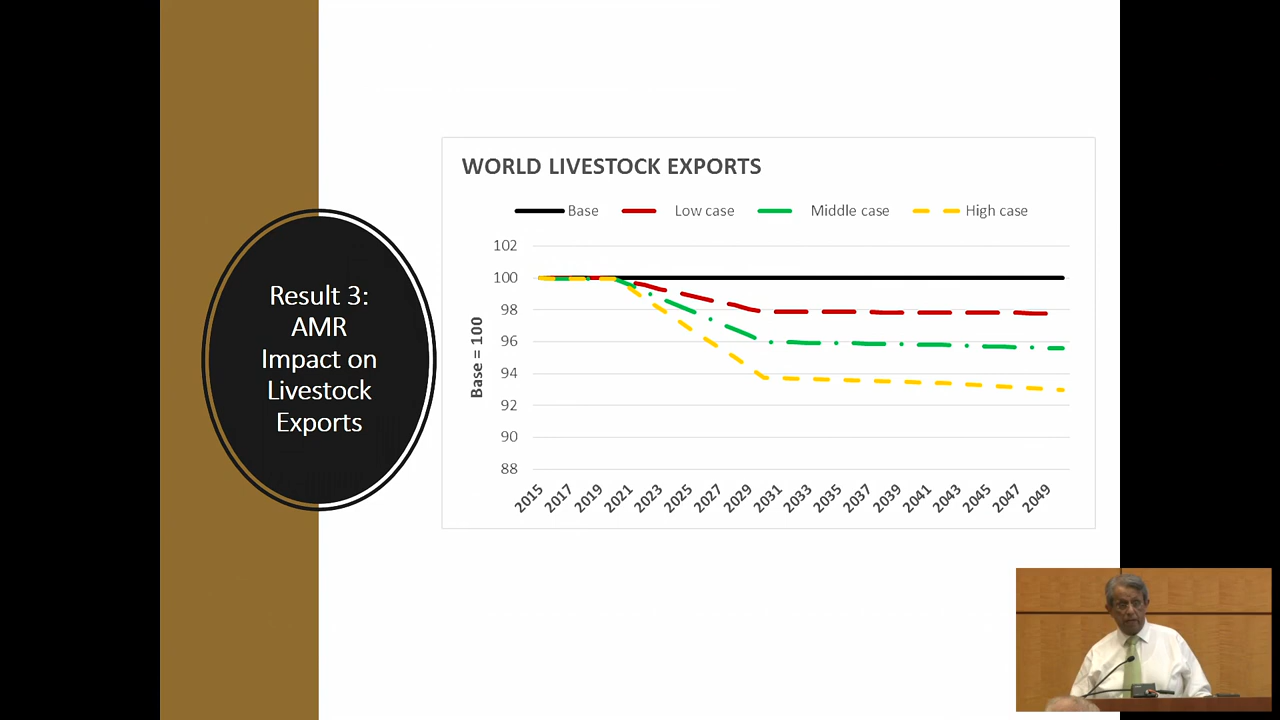 Result 3:
AMR
Impact on
Livestock
Exports
WORLD LIVESTOCK EXPORTS
Base Low case Middle case High case
Base = 100
102
100
98
96
94
92
90
88
2015 2017 2019 2021 2023 2025 2027 2029 2031 2033 2035 2037 2039 2041 2043 2045 2047 2049